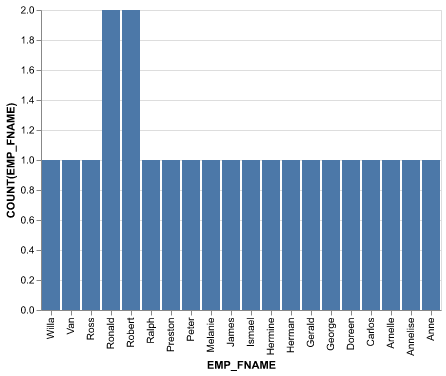 COUNT(EMP_FNAME)
2.0
1.8
1.6
1.4
1.2
1.0
0.8
0.6
0.4
0.2
0.0
Willa
Van
Ross
Ronald
Robert
Ralph
Preston
Peter
Melanie
James
Ismael
Hermine
Herman
Gerald
George
Doreen
Carlos
Arnelle
Annelise
Anne
EMP_FNAME